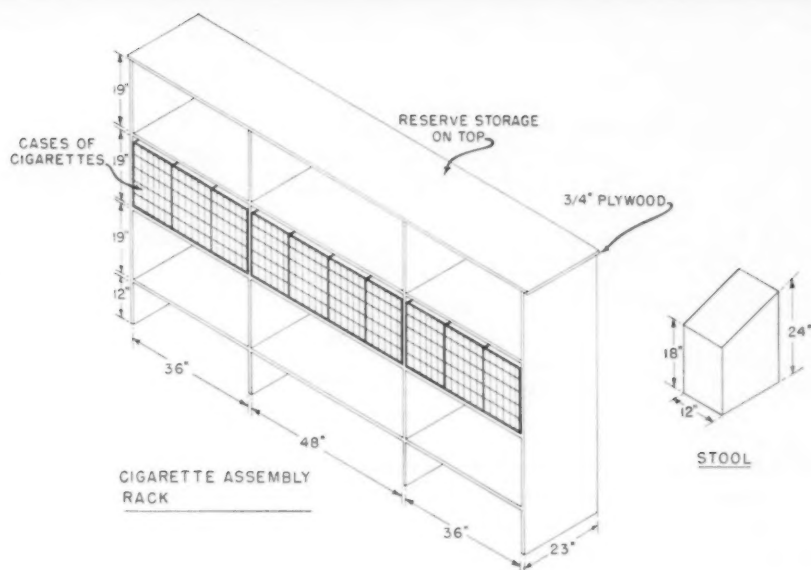 19"
RESERVE STORAGE
ON TOP
CASES OF
CIGARETTES
19"
3/4" PLYWOOD
19"
12"
18"
24"
12"
36"
48"
STOOL
CIGARETTE ASSEMBLY
RACK
36"
23"